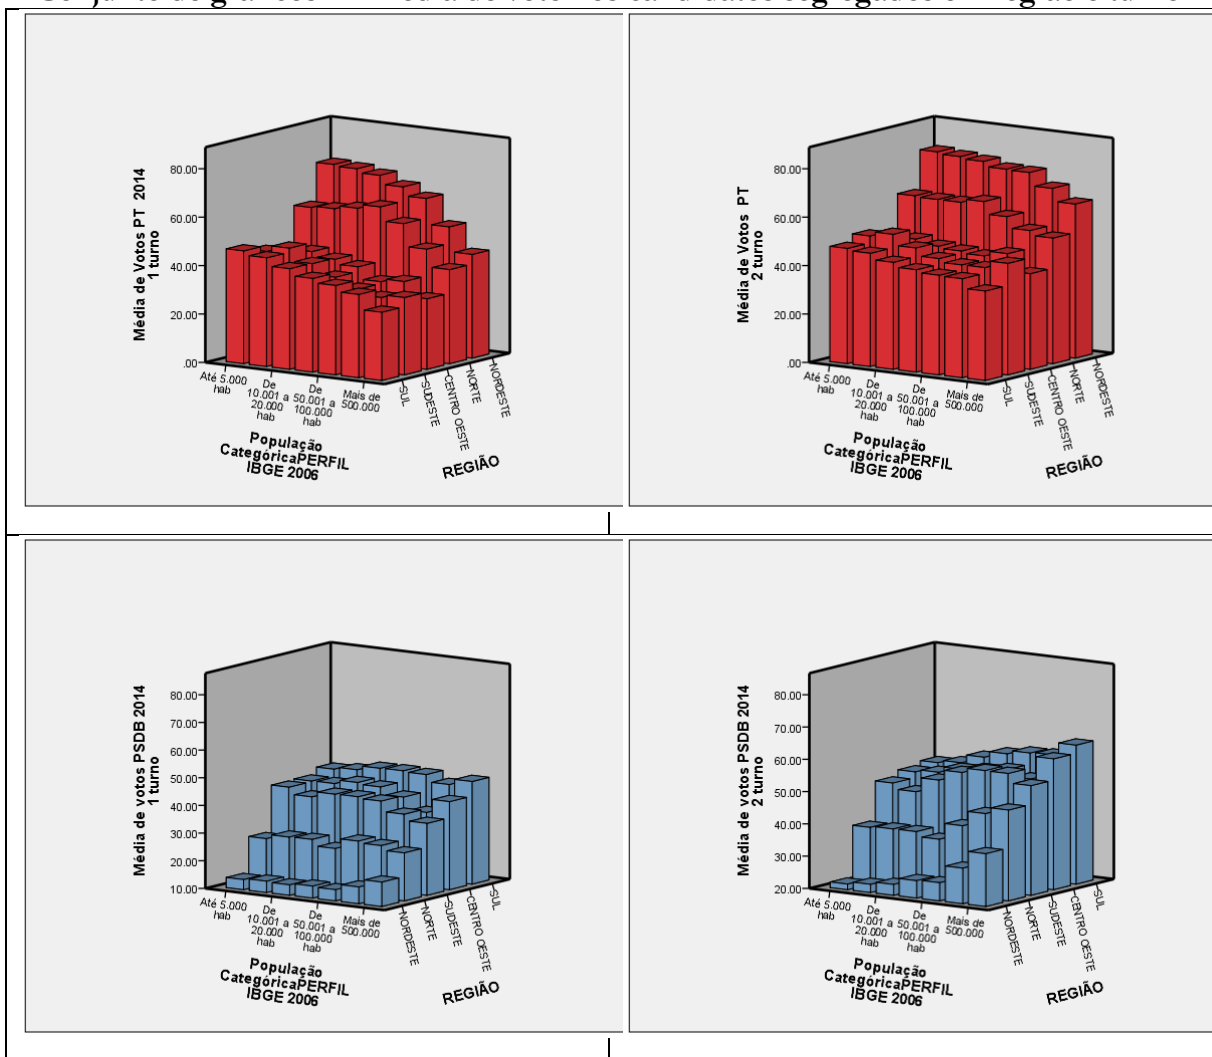 Média de Votos PT 2014
1 turno
80.00
60.00
40.00
20.00
.00
Até 5.000
hab
De
10.001 a
20.000
hab
De
50.001 a
100.000
hab
Mais de
500.000
População
CategóricaPERFIL
IBGE 2006
SUL
SUDESTE
CENTRO OESTE
NORTE
NORDESTE
REGIÃO
Média de Votos PT
2 turno
80.00
60.00
40.00
20.00
.00
Até 5.000
hab
De
10.001 a
20.000
hab
De
50.001 a
100.000
hab
Mais de
500.000
População
CategóricaPERFIL
IBGE 2006
SUL
SUDESTE
CENTRO OESTE
NORTE
NORDESTE
REGIÃO
Média de votos PSDB 2014
1 turno
80.00
70.00
60.00
50.00
40.00
30.00
20.00
10.00
Até 5.000
hab
De
10.001 a
20.000
hab
De
50.001 a
100.000
hab
Mais de
500.000
População
CategóricaPERFIL
IBGE 2006
NORDESTE
NORTE
SUDESTE
CENTRO OESTE
SUL
REGIÃO
Média de votos PSDB 2014
2 turno
80.00
70.00
60.00
50.00
40.00
30.00
20.00
Até 5.000
hab
De
10.001 a
20.000
hab
De
50.001 a
100.000
hab
Mais de
500.000
População
CategóricaPERFIL
IBGE 2006
NORDESTE
NORTE
SUDESTE
CENTRO OESTE
SUL
REGIÃO